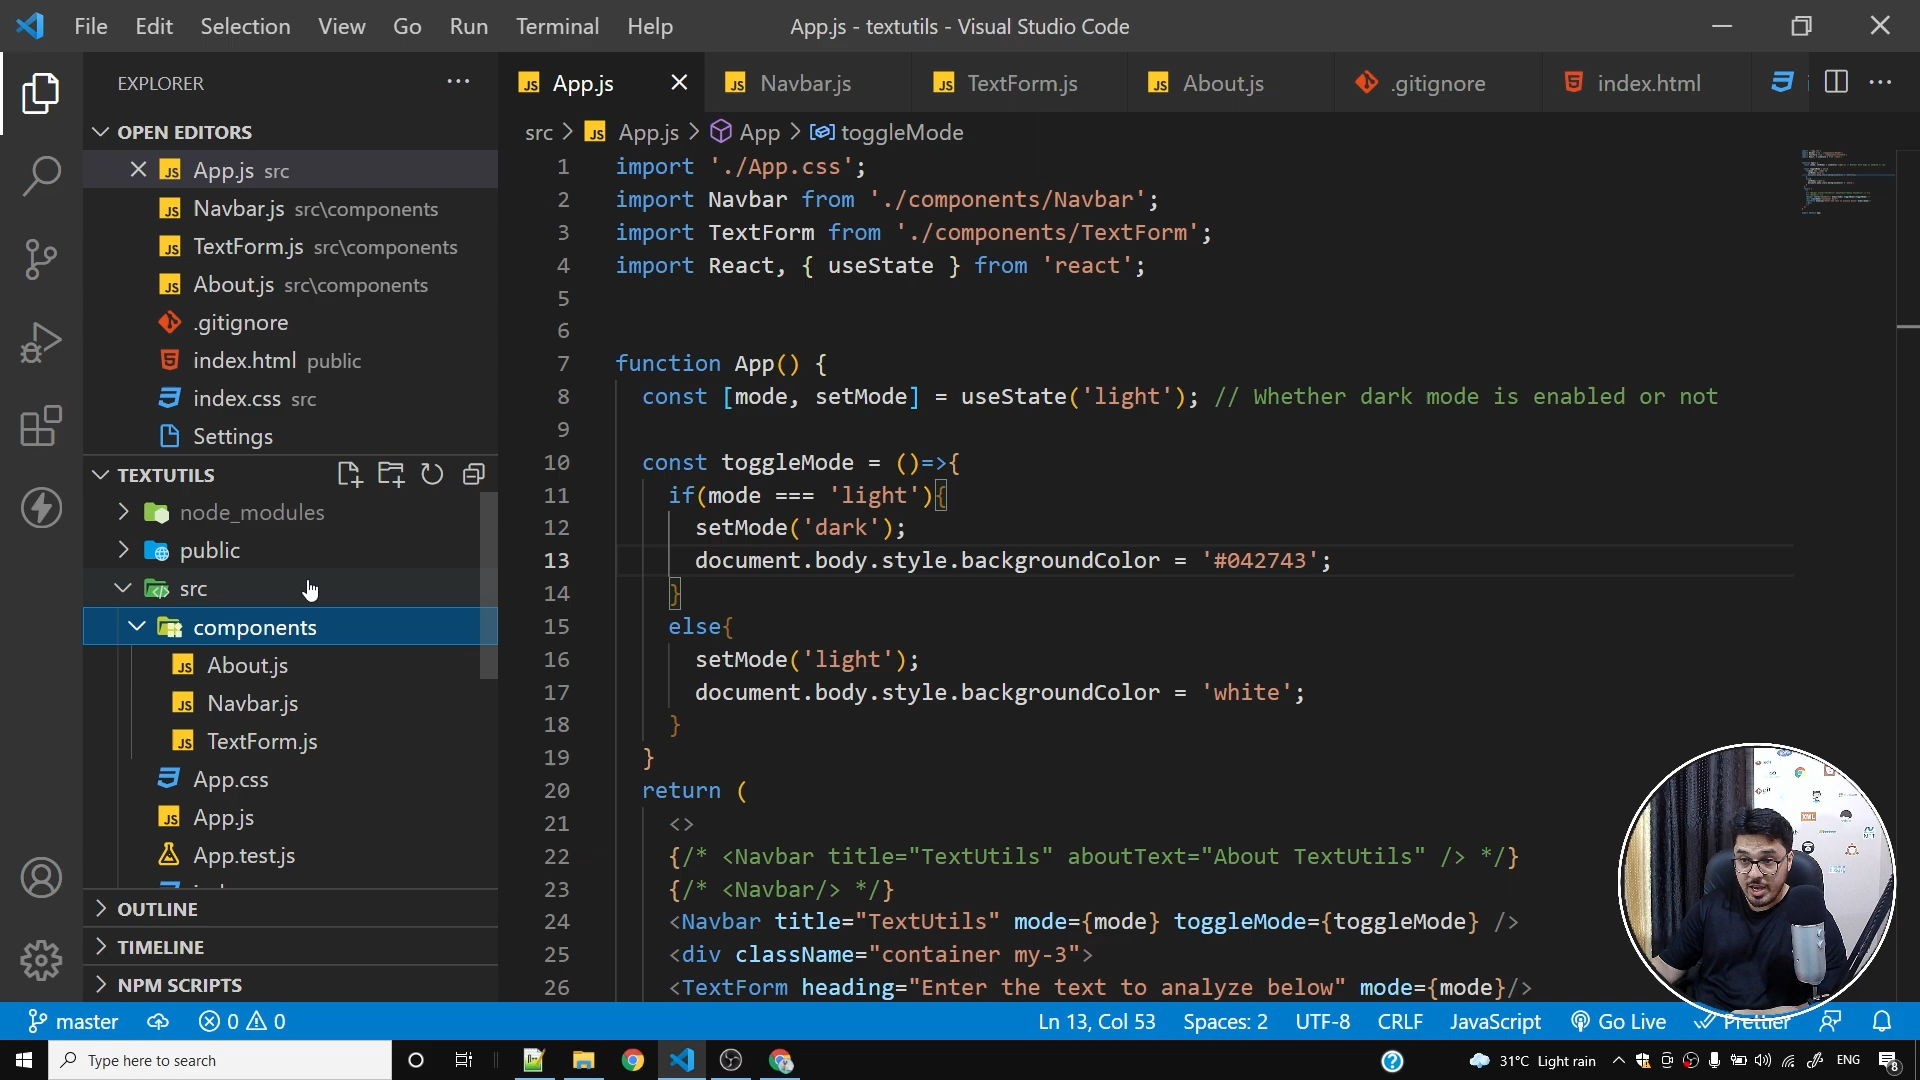 File Edit Selection View Go Run Terminal Help App.js - textutils - Visual Studio Code
EXPLORER
OPEN EDITORS
App.js src
Navbar.js src\components
TextForm.js src\components
About.js src\components
.gitignore
index.html public
index.css src
Settings
TEXTUTILS
node_modules
public
src
components
About.js
Navbar.js
TextForm.js
App.css
App.js
App.test.js
OUTLINE
TIMELINE
NPM SCRIPTS
App.js Navbar.js TextForm.js About.js .gitignore index.html
src > App.js > App > toggleMode
1 import './App.css';
2 import Navbar from './components/Navbar';
3 import TextForm from './components/TextForm';
4 import React, { useState } from 'react';
5
6
7 function App() {
8 const [mode, setMode] = useState('light'); // Whether dark mode is enabled or not
9
10 const toggleMode = ()=>{
11 if(mode === 'light'){
12 setMode('dark');
13 document.body.style.backgroundColor = '#042743';
14 }
15 else{
16 setMode('light');
17 document.body.style.backgroundColor = 'white';
18 }
19 }
20 return (
21 <>
22 {/* <Navbar title="TextUtils" aboutText="About TextUtils" /> */}
23 {/* <Navbar/> */}
24 <Navbar title="TextUtils" mode={mode} toggleMode={toggleMode} />
25 <div className="container my-3">
26 <TextForm heading="Enter the text to analyze below" mode={mode}/>
master 0 0 Ln 13, Col 53 Spaces: 2 UTF-8 CRLF JavaScript Go Live Prettier
Type here to search 31°C Light rain ENG 8